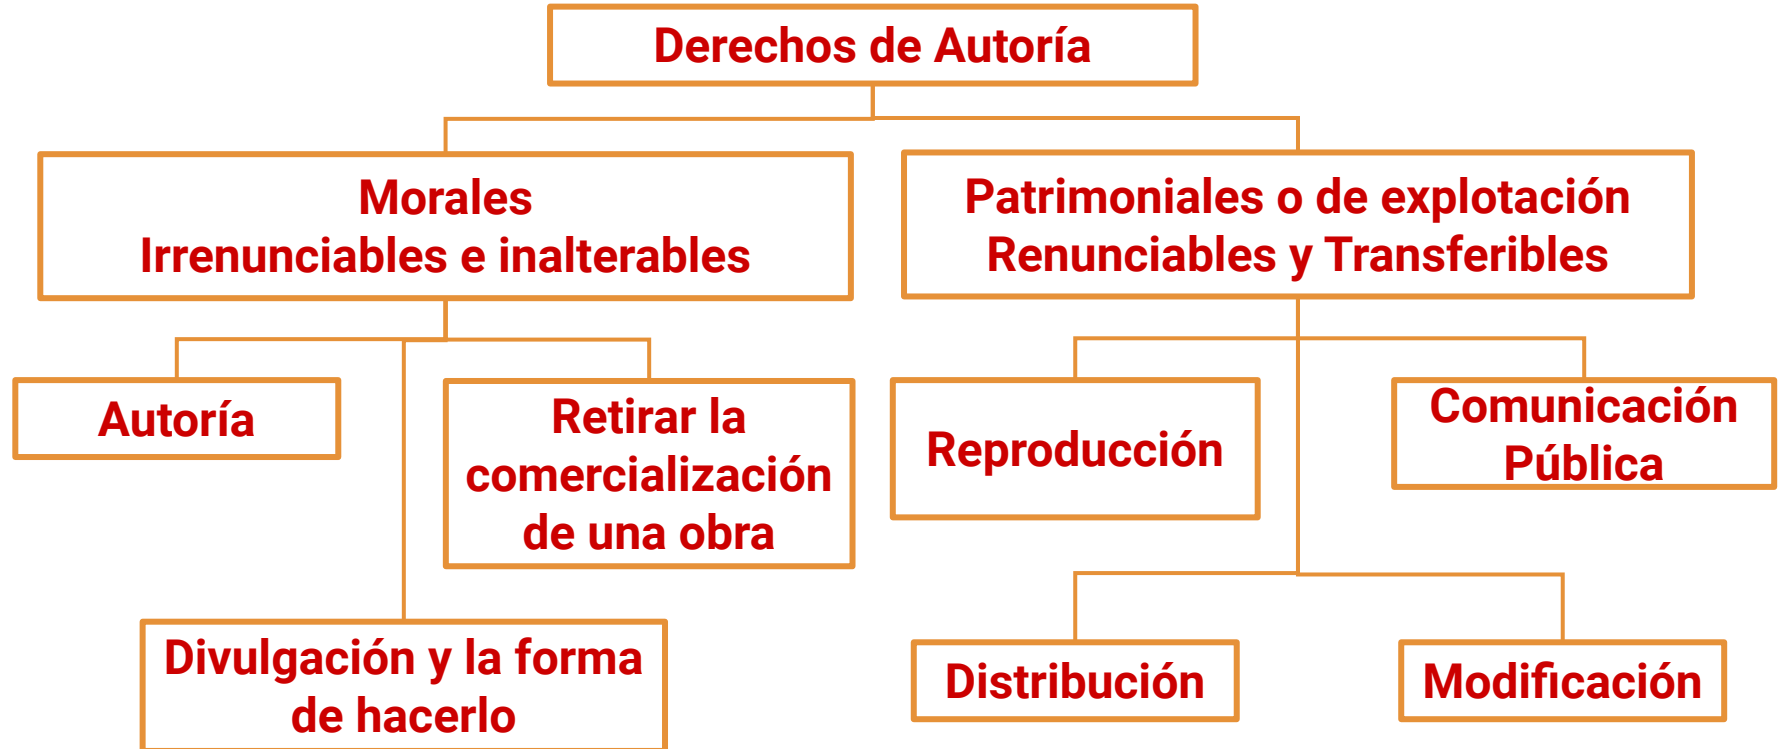 Derechos de Autoría
Morales
Irrenunciables e inalterables
Patrimoniales o de explotación
Renunciables y Transferibles
Autoría
Retirar la
comercialización
de una obra
Divulgación y la forma
de hacerlo
Reproducción
Comunicación
Pública
Distribución
Modificación